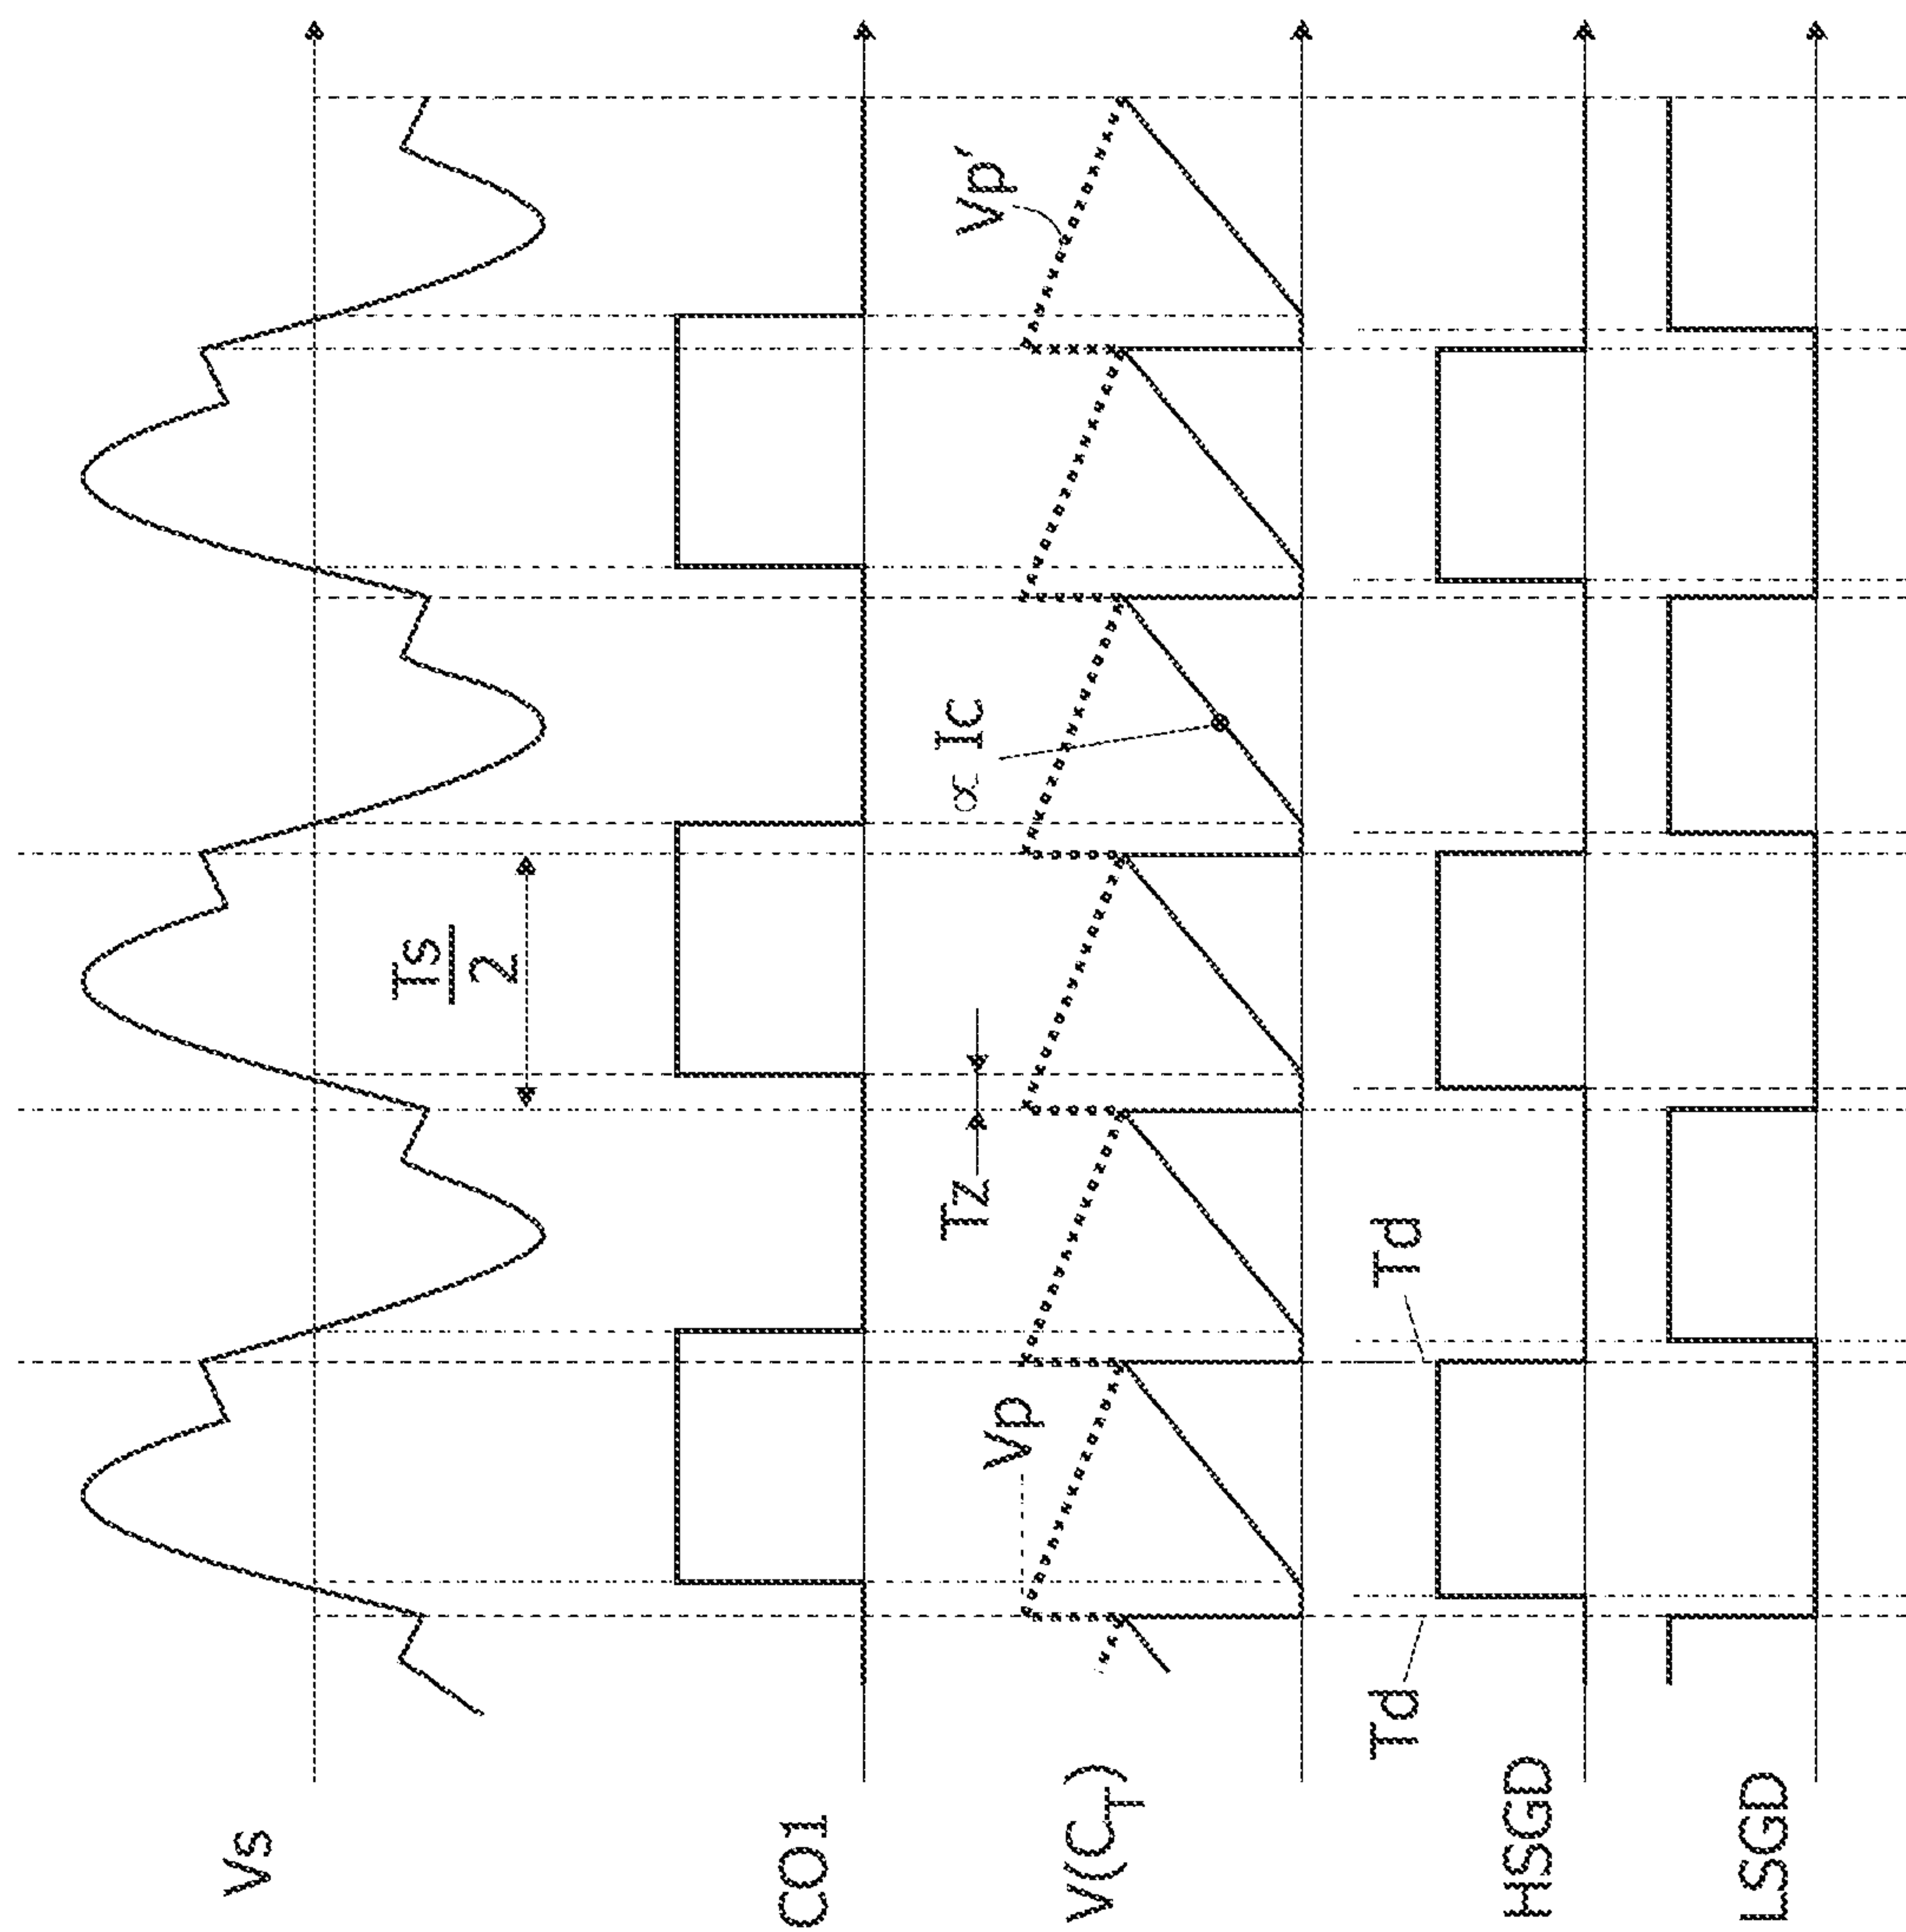 Vs
Ts
2
CO1
Tz
Vp
∝ Ic
Vp'
V(CT)
Td
Td
HSGD
LSGD